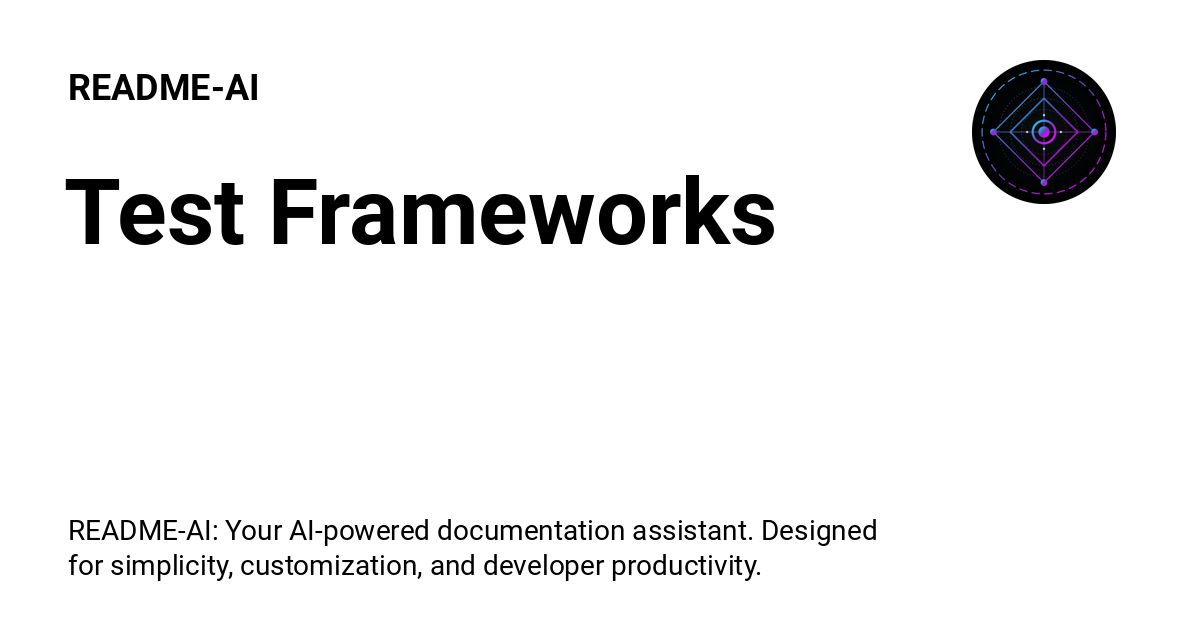 README-AI
Test Frameworks
README-AI: Your AI-powered documentation assistant. Designed
for simplicity, customization, and developer productivity.